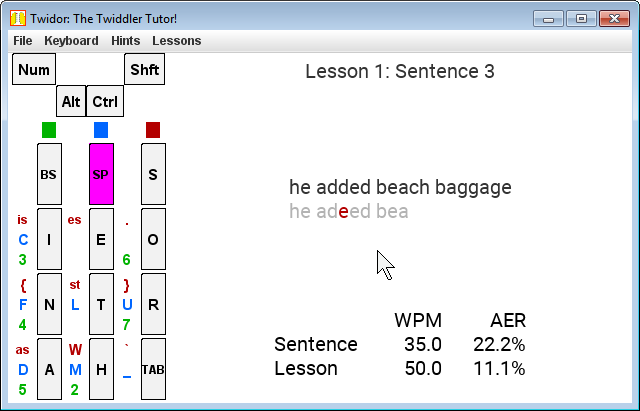 Twidor: The Twiddler Tutor!
File Keyboard Hints Lessons
Num Shft
Alt Ctrl
Lesson 1: Sentence 3
BS SP S
is es .
C I E O
3 6
he added beach baggage
he adeed bea
{ st }
F N L T U R
4 7
as W `
D A M H _ TAB
5 2
WPM AER
Sentence 35.0 22.2%
Lesson 50.0 11.1%